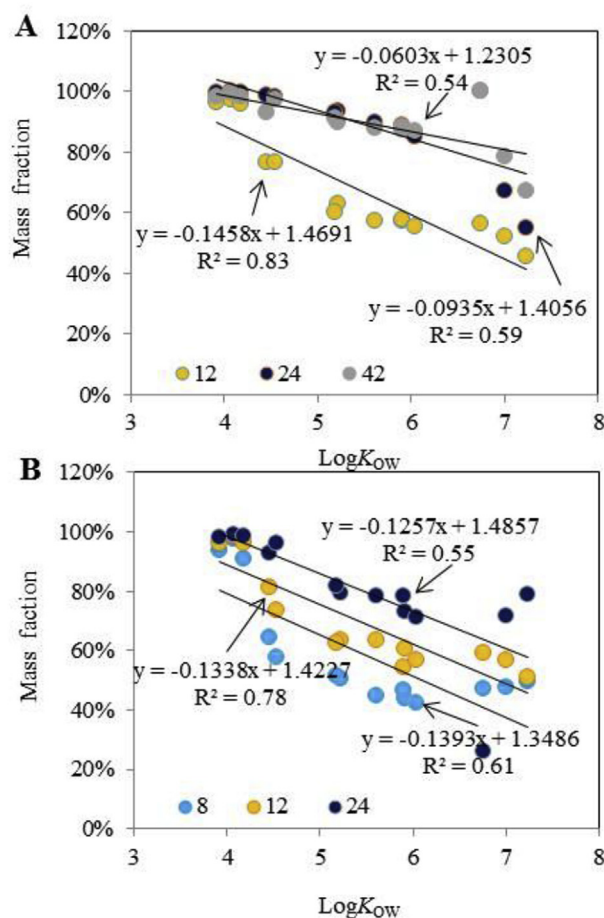 A
120%
100%
80%
60%
40%
20%
0%
Mass fraction
y = -0.0603x + 1.2305
R² = 0.54
y = -0.1458x + 1.4691
R² = 0.83
y = -0.0935x + 1.4056
R² = 0.59
12 24 42
3 4 5 6 7 8
LogKOW
B
120%
100%
80%
60%
40%
20%
0%
Mass faction
y = -0.1257x + 1.4857
R² = 0.55
y = -0.1338x + 1.4227
R² = 0.78
y = -0.1393x + 1.3486
R² = 0.61
8 12 24
3 4 5 6 7 8
LogKOW